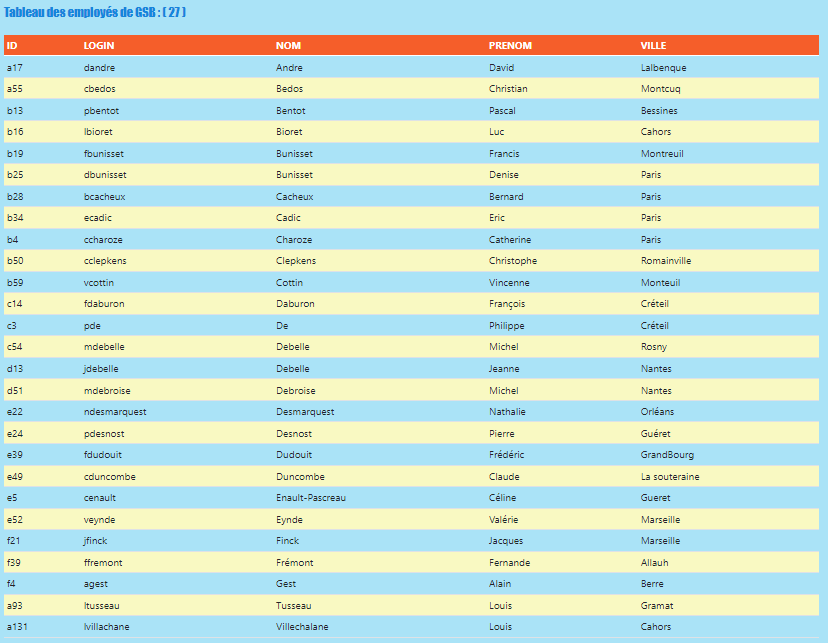 Tableau des employés de GSB : ( 27 )
ID LOGIN NOM PRENOM VILLE
a17 dandre Andre David Lalbenque
a55 cbedos Bedos Christian Montcuq
b13 pbentot Bentot Pascal Bessines
b16 lbioret Bioret Luc Cahors
b19 fbunisset Bunisset Francis Montreuil
b25 dbunisset Bunisset Denise Paris
b28 bcacheux Cacheux Bernard Paris
b34 ecadic Cadic Eric Paris
b4 ccharoze Charoze Catherine Paris
b50 cclepkens Clepkens Christophe Romainville
b59 vcottin Cottin Vincenne Monteuil
c14 fdaburon Daburon François Créteil
c3 pde De Philippe Créteil
c54 mdebelle Debelle Michel Rosny
d13 jdebelle Debelle Jeanne Nantes
d51 mdebroise Debroise Michel Nantes
e22 ndesmarquest Desmarquest Nathalie Orléans
e24 pdesnost Desnost Pierre Guéret
e39 fdudouit Dudouit Frédéric GrandBourg
e49 cduncombe Duncombe Claude La souteraine
e5 cenault Enault-Pascreau Céline Gueret
e52 veynde Eynde Valérie Marseille
f21 jfinck Finck Jacques Marseille
f39 ffremont Frémont Fernande Allauh
f4 agest Gest Alain Berre
a93 ltusseau Tusseau Louis Gramat
a131 lvillachane Villechalane Louis Cahors